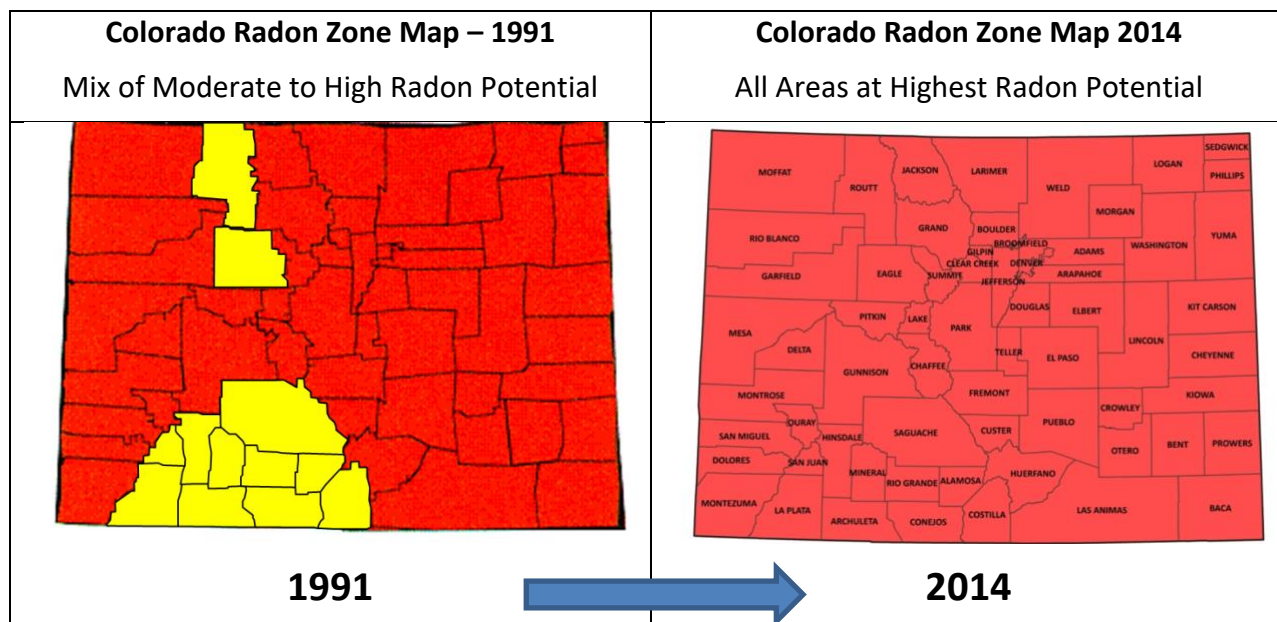 Colorado Radon Zone Map – 1991
Mix of Moderate to High Radon Potential
Colorado Radon Zone Map 2014
All Areas at Highest Radon Potential
SEDGWICK
LOGAN
JACKSON
LARIMER
MOFFAT
PHILLIPS
ROUTT
WELD
MORGAN
GRAND
BOULDER
RIO BLANCO
YUMA
BROOMFIELD
WASHINGTON
GILPIN
ADAMS
CLEAR CREEK
DENVER
EAGLE
SUMMIT
ARAPAHOE
GARFIELD
JEFFERSON
DOUGLAS
KIT CARSON
ELBERT
PITKIN
LAKE
PARK
MESA
LINCOLN
DELTA
TELLER
EL PASO
CHEYENNE
CHAFFEE
GUNNISON
FREMONT
MONTROSE
KIOWA
CROWLEY
OURAY
PUEBLO
CUSTER
SAGUACHE
SAN MIGUEL
HINSDALE
BENT
PROWERS
OTERO
DOLORES
SAN JUAN
MINERAL
HUERFANO
ALAMOSA
RIO GRANDE
MONTEZUMA
LA PLATA
COSTILLA
LAS ANIMAS
BACA
ARCHULETA
CONEJOS
1991
2014